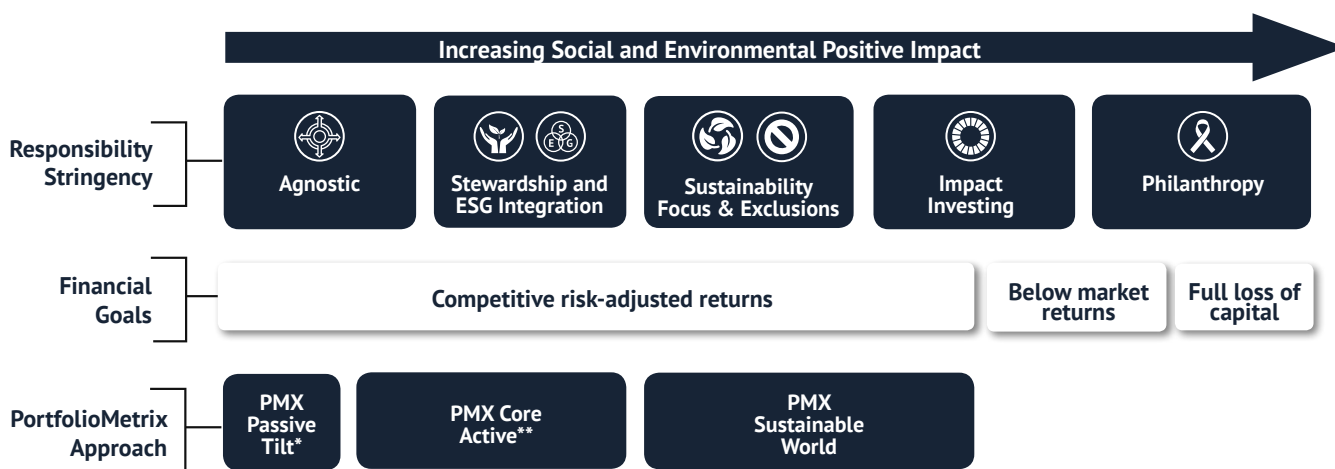 Increasing Social and Environmental Positive Impact
Responsibility
Stringency
Agnostic
S
E G
Stewardship and
ESG Integration
Sustainability
Focus & Exclusions
Impact
Investing
Philanthropy
Financial
Goals
Competitive risk-adjusted returns
Below market
returns
Full loss of
capital
PortfolioMetrix
Approach
PMX
Passive
Tilt*
PMX Core
Active**
PMX
Sustainable
World